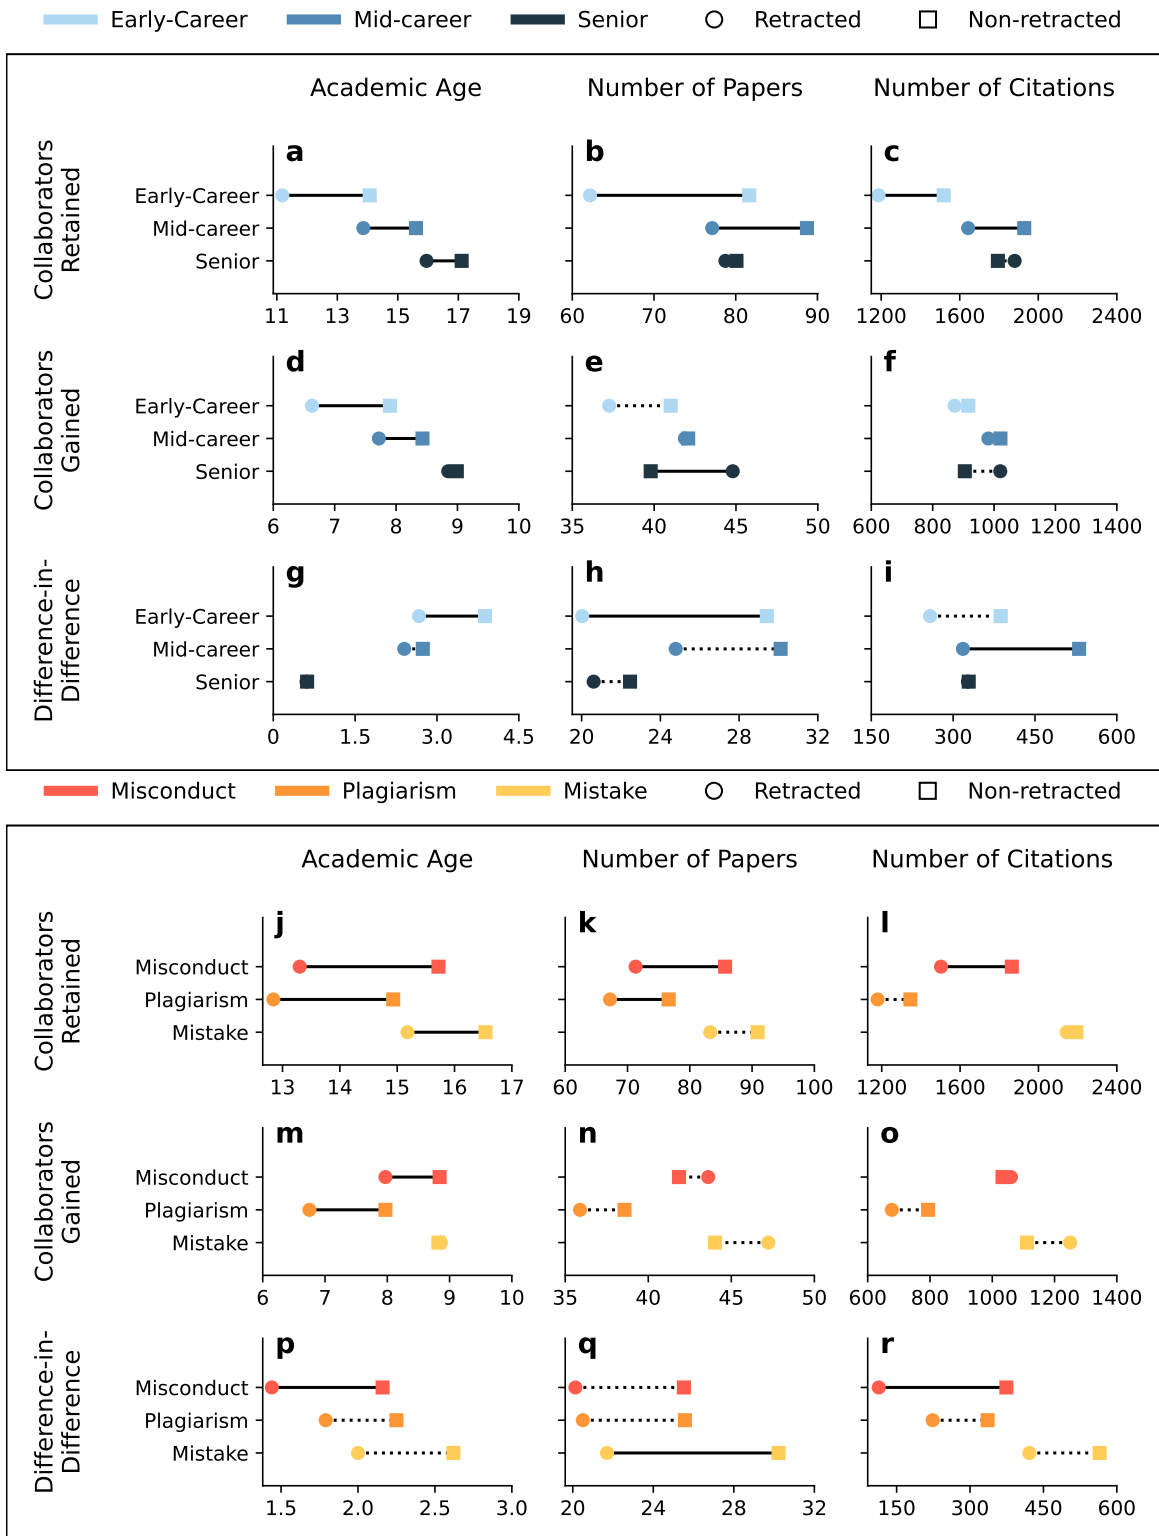 Early-Career Mid-career Senior Retracted Non-retracted
Academic Age Number of Papers Number of Citations
Collaborators
Retained
a b c
Early-Career
Mid-career
Senior
11 13 15 17 19 60 70 80 90 1200 1600 2000 2400
Collaborators
Gained
d e f
Early-Career
Mid-career
Senior
6 7 8 9 10 35 40 45 50 600 800 1000 1200 1400
Difference-in-
Difference
g h i
Early-Career
Mid-career
Senior
0 1.5 3.0 4.5 20 24 28 32 150 300 450 600
Misconduct Plagiarism Mistake Retracted Non-retracted
Academic Age Number of Papers Number of Citations
Collaborators
Retained
j k l
Misconduct
Plagiarism
Mistake
13 14 15 16 17 60 70 80 90 100 1200 1600 2000 2400
Collaborators
Gained
m n o
Misconduct
Plagiarism
Mistake
6 7 8 9 10 35 40 45 50 600 800 1000 1200 1400
Difference-in-
Difference
p q r
Misconduct
Plagiarism
Mistake
1.5 2.0 2.5 3.0 20 24 28 32 150 300 450 600